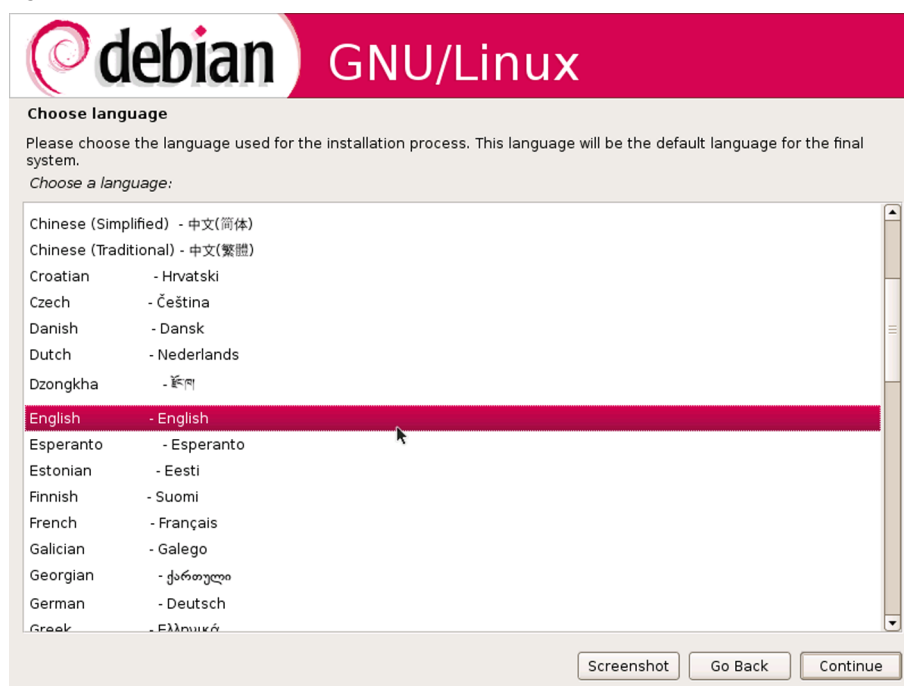 debian GNU/Linux
Choose language
Please choose the language used for the installation process. This language will be the default language for the final
system.
Choose a language:
Chinese (Simplified) - 中文(简体)
Chinese (Traditional) - 中文(繁體)
Croatian - Hrvatski
Czech - Čeština
Danish - Dansk
Dutch - Nederlands
Dzongkha - རྫོང་ཁ།
English - English
Esperanto - Esperanto
Estonian - Eesti
Finnish - Suomi
French - Français
Galician - Galego
Georgian - ქართული
German - Deutsch
Greek - Ελληνικά
Screenshot Go Back Continue